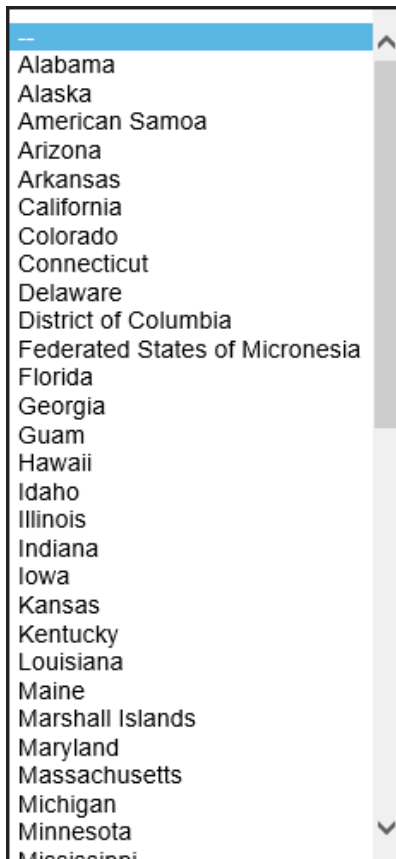 --
Alabama
Alaska
American Samoa
Arizona
Arkansas
California
Colorado
Connecticut
Delaware
District of Columbia
Federated States of Micronesia
Florida
Georgia
Guam
Hawaii
Idaho
Illinois
Indiana
Iowa
Kansas
Kentucky
Louisiana
Maine
Marshall Islands
Maryland
Massachusetts
Michigan
Minnesota
Mississippi